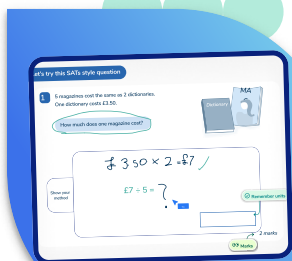 Let's try this SATs style question
1
5 magazines cost the same as 2 dictionaries.
One dictionary costs £3.50.
How much does one magazine cost?
Dictionary
MA
£3 50 × 2 = £7
Show your
method
£7 ÷ 5 = ?
Remember units
2 marks
Marks